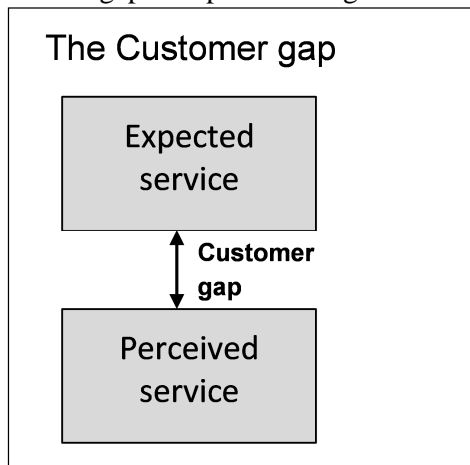 The Customer gap
Expected
service
Customer
gap
Perceived
service